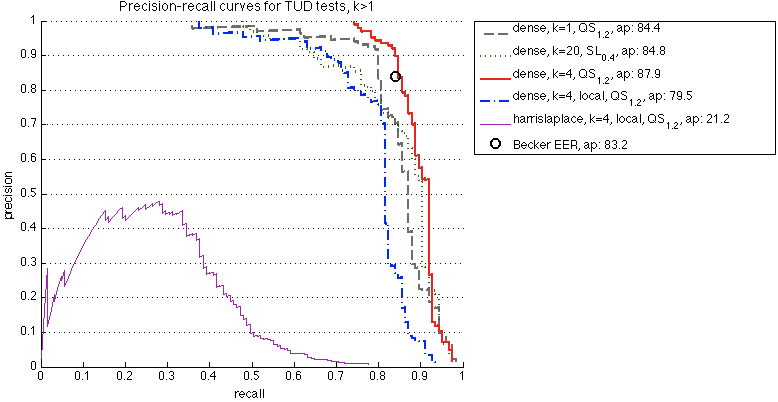 Precision-recall curves for TUD tests, k>1
1
0.9
0.8
0.7
0.6
0.5
0.4
0.3
0.2
0.1
0
precision
0 0.1 0.2 0.3 0.4 0.5 0.6 0.7 0.8 0.9 1
recall
dense, k=1, QS1.2, ap: 84.4
dense, k=20, SL0.4, ap: 84.8
dense, k=4, QS1.2, ap: 87.9
dense, k=4, local, QS1.2, ap: 79.5
harrislaplace, k=4, local, QS1.2, ap: 21.2
Becker EER, ap: 83.2